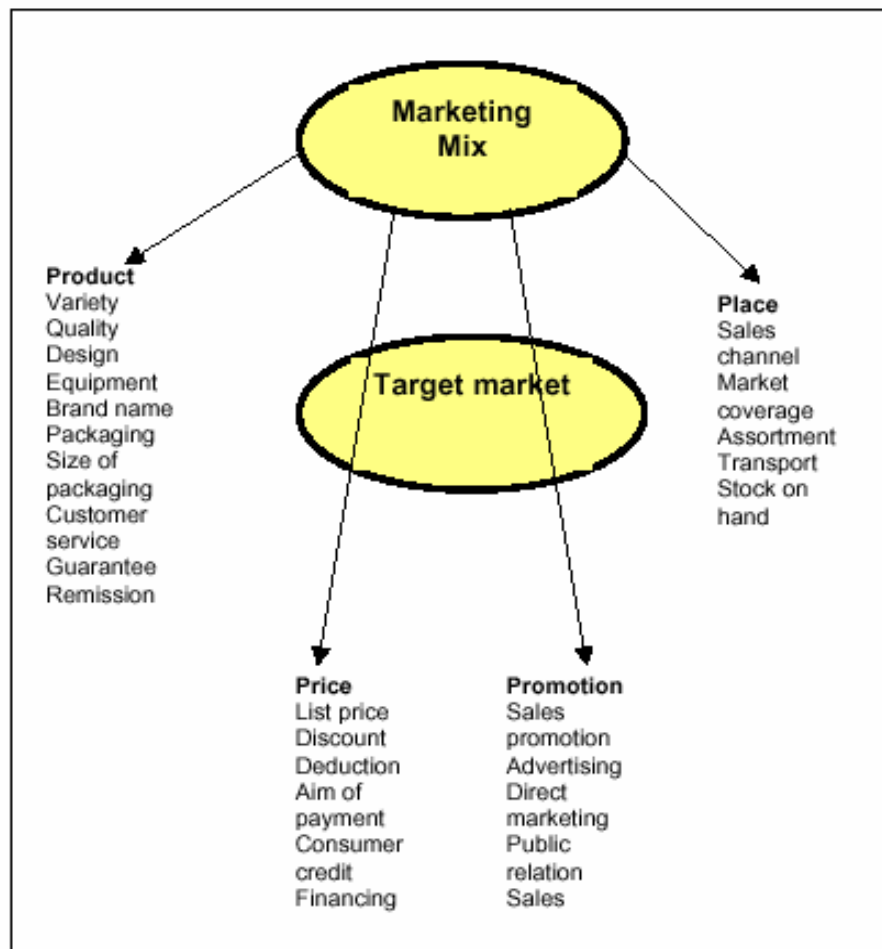 Marketing
Mix
Product
Variety
Quality
Design
Equipment
Brand name
Packaging
Size of
packaging
Customer
service
Guarantee
Remission
Target market
Place
Sales
channel
Market
coverage
Assortment
Transport
Stock on
hand
Price
List price
Discount
Deduction
Aim of
payment
Consumer
credit
Financing
Promotion
Sales
promotion
Advertising
Direct
marketing
Public
relation
Sales